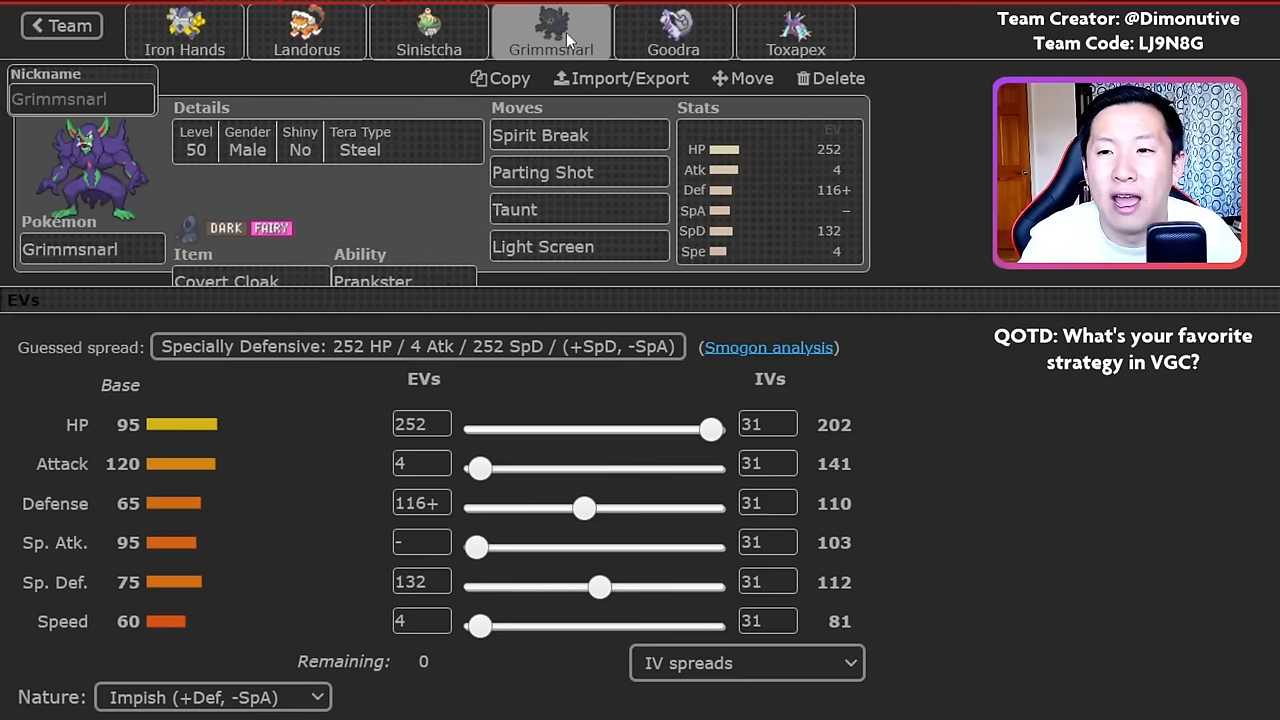 Team
Iron Hands
Landorus
Sinistcha
Grimmsnarl
Goodra
Toxapex
Team Creator: @Dimonutive
Team Code: LJ9N8G
Nickname
Grimmsnarl
Copy
Import/Export
Move
Delete
Details
Level
50
Gender
Male
Shiny
No
Tera Type
Steel
Moves
Spirit Break
Parting Shot
Taunt
Light Screen
Stats
EV
HP 252
Atk 4
Def 116+
SpA –
SpD 132
Spe 4
DARK FAIRY
Pokémon
Grimmsnarl
Item
Covert Cloak
Ability
Prankster
EVs
Guessed spread: Specially Defensive: 252 HP / 4 Atk / 252 SpD / (+SpD, -SpA) (Smogon analysis)
Base EVs IVs
HP 95 252 31 202
Attack 120 4 31 141
Defense 65 116+ 31 110
Sp. Atk. 95 - 31 103
Sp. Def. 75 132 31 112
Speed 60 4 31 81
Remaining: 0
IV spreads
Nature: Impish (+Def, -SpA)
QOTD: What's your favorite
strategy in VGC?